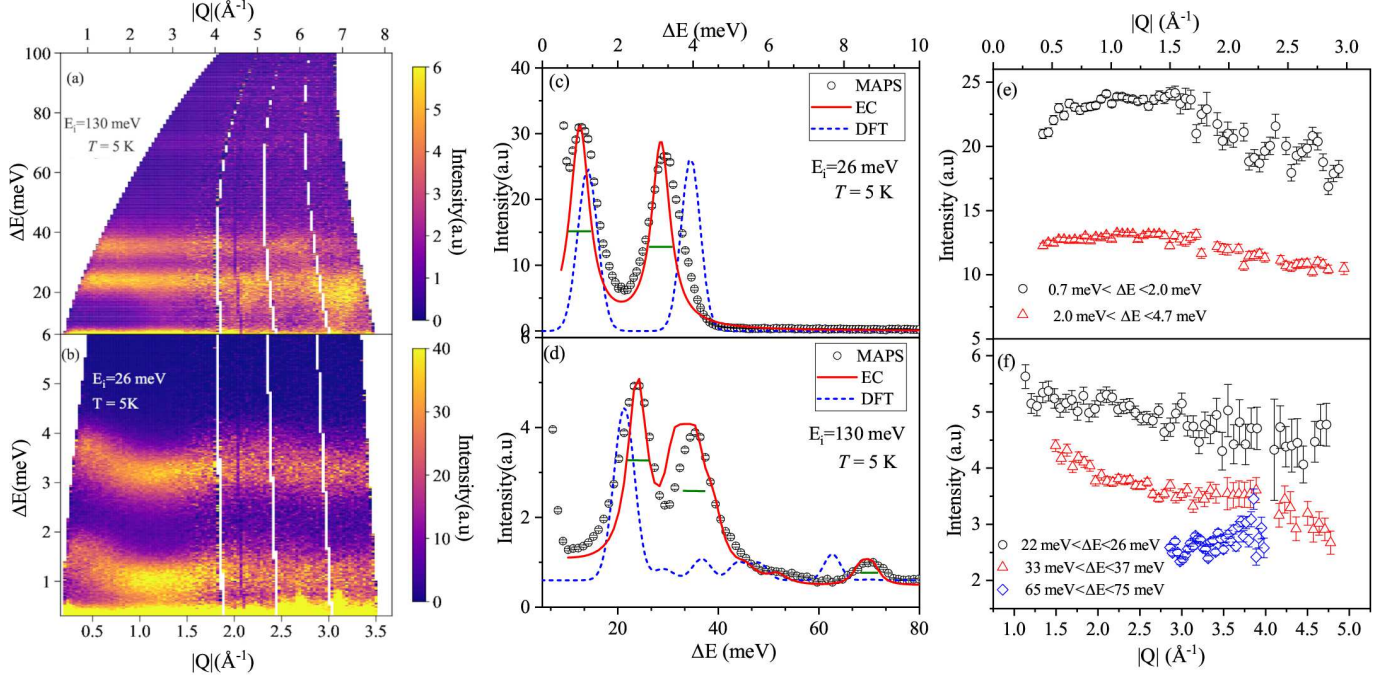 |Q|(Å⁻¹)
1 2 3 4 5 6 7 8
100
80
60
40
20
6
ΔE(meV)
(a)
Eᵢ=130 meV
T = 5 K
6
5
4
3
2
1
0
Intensity(a.u)
(b)
Eᵢ=26 meV
T = 5K
5
4
3
2
1
40
20
0
Intensity(a.u)
0.5 1.0 1.5 2.0 2.5 3.0 3.5
|Q|(Å⁻¹)
ΔE (meV)
0 2 4 6 8 10
40
30
20
10
0
Intensity(a.u)
(c)
MAPS
EC
DFT
Eᵢ=26 meV
T = 5 K
6
4
2
0
Intensity(a.u)
(d)
MAPS
EC
DFT
Eᵢ=130 meV
T = 5 K
20 40 60 80
ΔE (meV)
|Q| (Å⁻¹)
0.0 0.5 1.0 1.5 2.0 2.5 3.0
25
20
15
10
5
Intensity (a.u)
(e)
0.7 meV< ΔE <2.0 meV
2.0 meV< ΔE <4.7 meV
6
5
4
3
2
Intensity (a.u)
(f)
22 meV<ΔE<26 meV
33 meV<ΔE<37 meV
65 meV<ΔE<75 meV
1.0 1.5 2.0 2.5 3.0 3.5 4.0 4.5 5.0
|Q| (Å⁻¹)